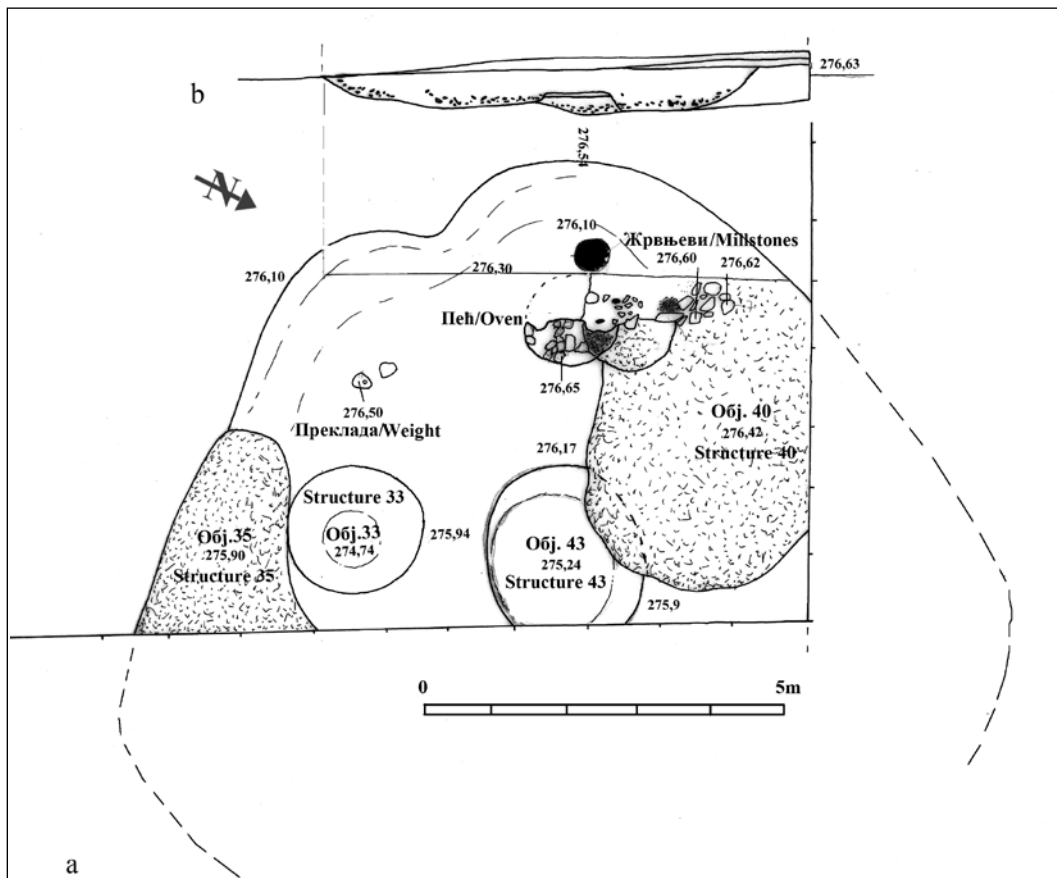 b
276,63
276,54
N
276,10
Жрвњеви/Millstones
276,60
276,62
276,10
276,30
Пећ/Oven
276,65
276,50
Преклада/Weight
Обј. 40
276,42
Structure 40
276,17
Structure 33
Обј.33
274,74
275,94
Обј.35
275,90
Structure 35
Обј. 43
275,24
Structure 43
275,9
0
5m
a